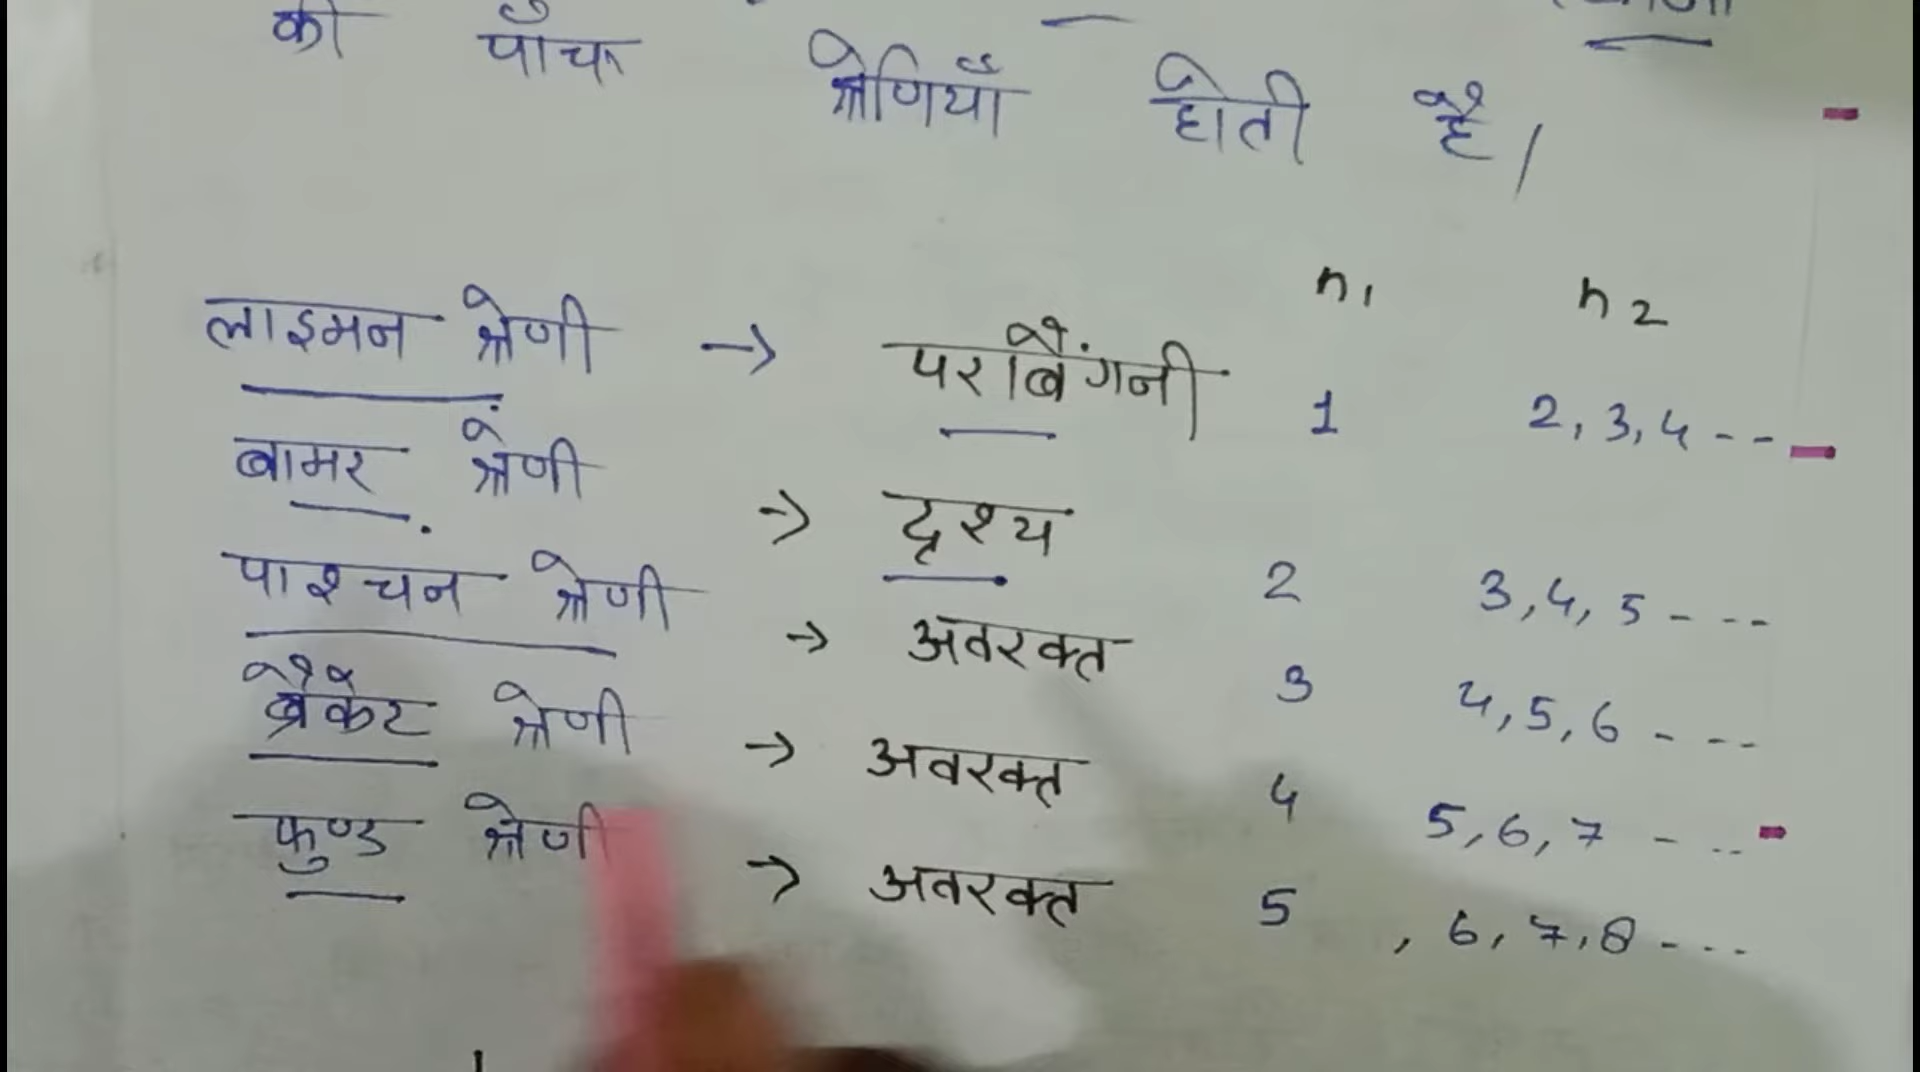 की पाँच श्रेणियाँ होती है।
n1 n2
लाइमन श्रेणी → पराबैंगनी 1 2, 3, 4 - -
बामर श्रेणी → दृश्य 2 3, 4, 5 - - -
पाश्चन श्रेणी → अवरक्त 3 4, 5, 6 - - -
ब्रैकेट श्रेणी → अवरक्त 4 5, 6, 7 - - -
फुण्ड श्रेणी → अवरक्त 5 , 6, 7, 8 - - -